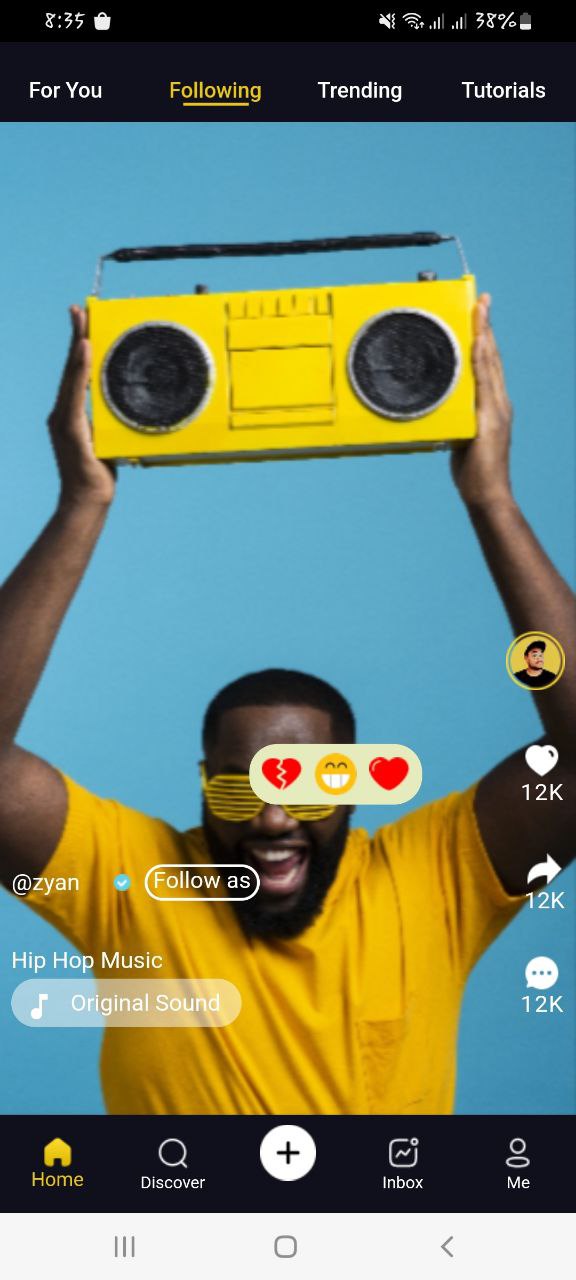 8:35
38%
For You Following Trending Tutorials
12K
@zyan Follow as
12K
Hip Hop Music
Original Sound
12K
Home Discover Inbox Me